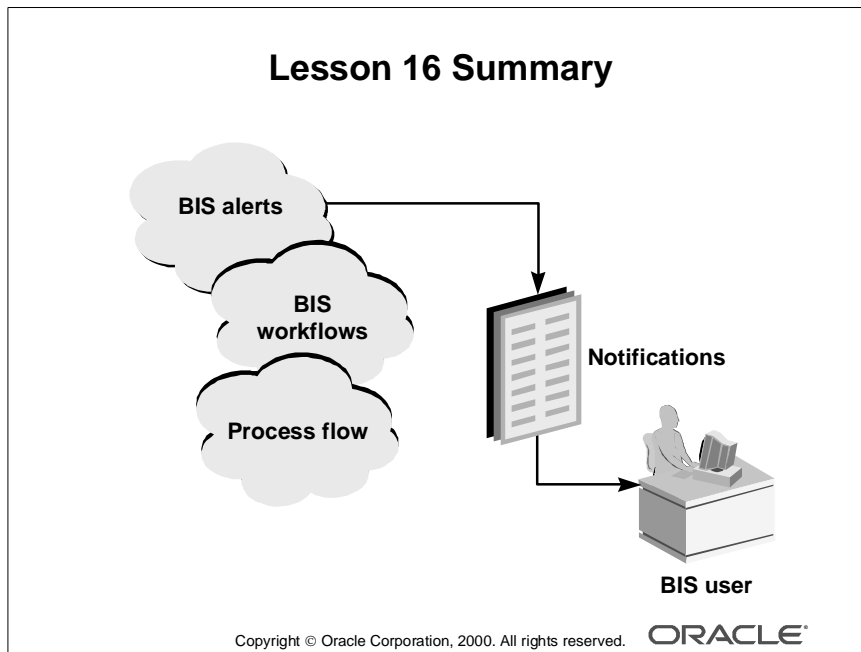 Lesson 16 Summary
BIS alerts
BIS
workflows
Process flow
Notifications
BIS user
Copyright © Oracle Corporation, 2000. All rights reserved.
ORACLE®